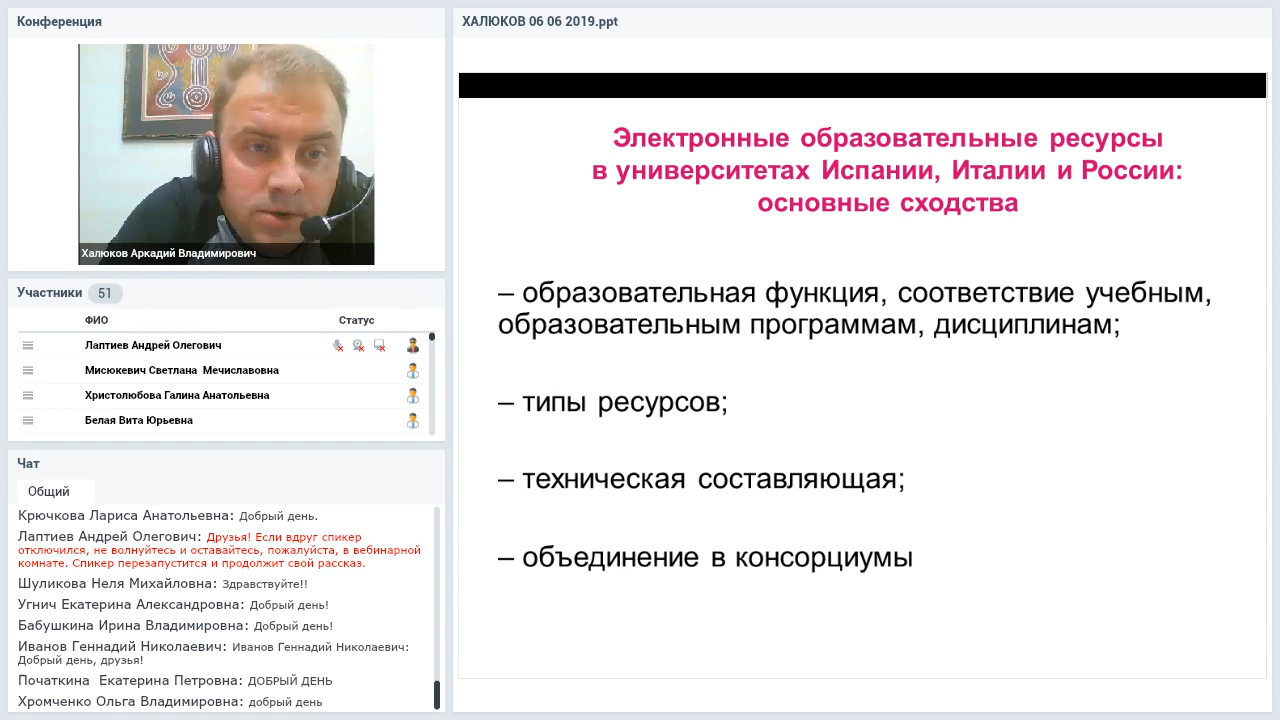 Конференция
Халюков Аркадий Владимирович
Участники 51
ФИО Статус
Лаптиев Андрей Олегович
Мисюкевич Светлана Мечиславовна
Христолюбова Галина Анатольевна
Белая Вита Юрьевна
Чат
Общий
Крючкова Лариса Анатольевна: Добрый день.
Лаптиев Андрей Олегович: Друзья! Если вдруг спикер
отключился, не волнуйтесь и оставайтесь, пожалуйста, в вебинарной
комнате. Спикер перезапустится и продолжит свой рассказ.
Шуликова Неля Михайловна: Здравствуйте!!
Угнич Екатерина Александровна: Добрый день!
Бабушкина Ирина Владимировна: Добрый день!
Иванов Геннадий Николаевич: Иванов Геннадий Николаевич:
Добрый день, друзья!
Початкина Екатерина Петровна: ДОБРЫЙ ДЕНЬ
Хромченко Ольга Владимировна: добрый день
ХАЛЮКОВ 06 06 2019.ppt
Электронные образовательные ресурсы
в университетах Испании, Италии и России:
основные сходства
– образовательная функция, соответствие учебным,
образовательным программам, дисциплинам;
– типы ресурсов;
– техническая составляющая;
– объединение в консорциумы